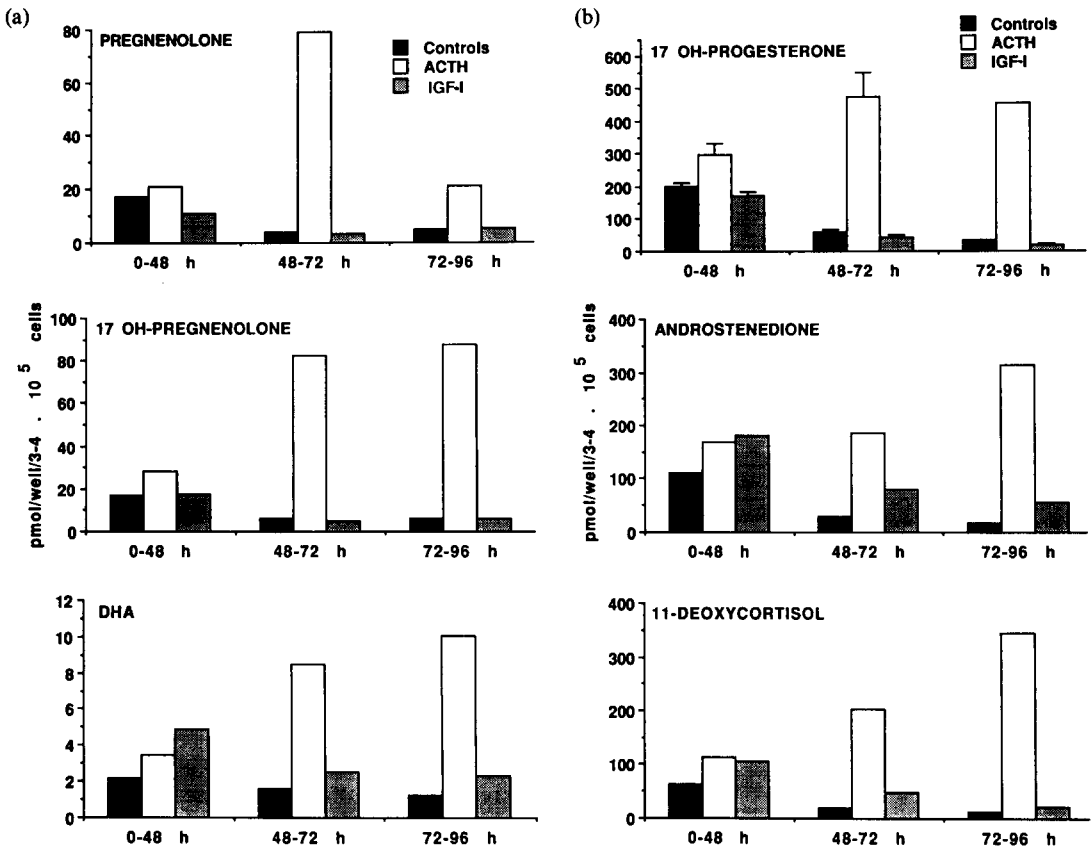 (a)
PREGNENOLONE
Controls
ACTH
IGF-I
80
60
40
20
0
0-48 h
48-72 h
72-96 h
17 OH-PREGNENOLONE
100
80
60
40
20
0
0-48 h
48-72 h
72-96 h
pmol/well/3-4 . 10 5 cells
DHA
12
10
8
6
4
2
0
0-48 h
48-72 h
72-96 h
(b)
17 OH-PROGESTERONE
Controls
ACTH
IGF-I
600
500
400
300
200
100
0
0-48 h
48-72 h
72-96 h
ANDROSTENEDIONE
400
300
200
100
0
0-48 h
48-72 h
72-96 h
pmol/well/3-4 . 10 5 cells
11-DEOXYCORTISOL
400
300
200
100
0
0-48 h
48-72 h
72-96 h